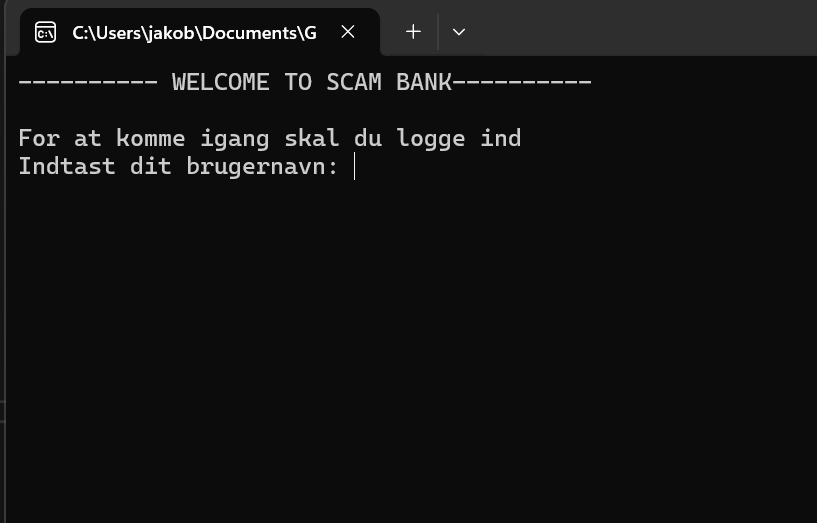 C:\Users\jakob\Documents\G
---------- WELCOME TO SCAM BANK----------
For at komme igang skal du logge ind
Indtast dit brugernavn: